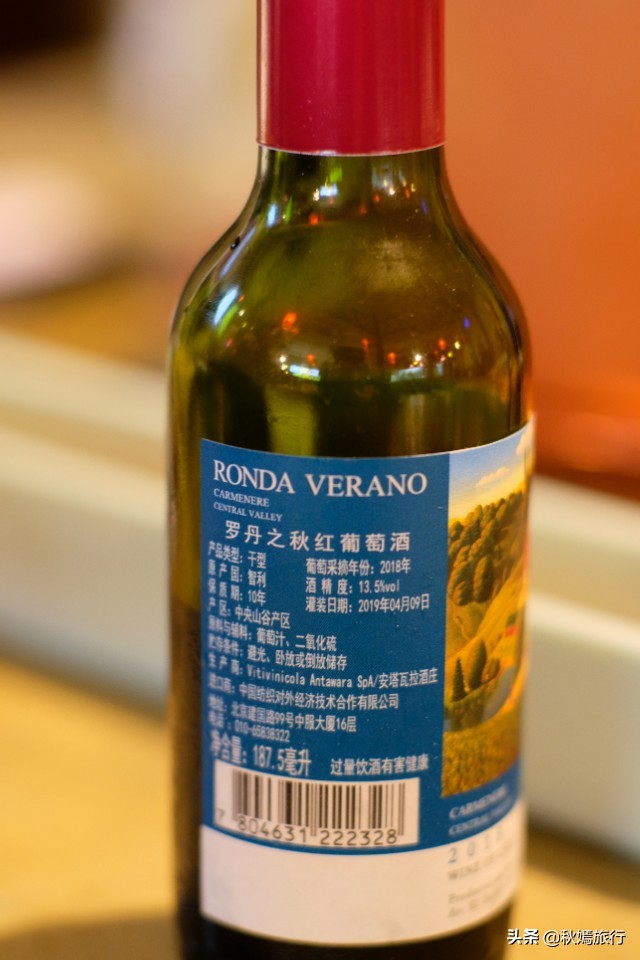 RONDA VERANO
CARMENERE
CENTRAL VALLEY
罗丹之秋红葡萄酒
产品类型：干型
葡萄采摘年份：2018年
原 产 国：智利
酒 精 度：13.5%vol
保 质 期：10年
灌装日期：2019年04月09日
产 区：中央山谷产区
原料与辅料：葡萄汁、二氧化硫
贮存条件：避光、卧放或倒放储存
生 产 商：Vitivinicola Antawara SpA/安塔瓦拉酒庄
进口商：中国纺织对外经济技术合作有限公司
地址：北京建国路99号中服大厦16层
电话：010-65838322
净含量：187.5毫升
过量饮酒有害健康
7 804631 222328
CARMENERE
CENTRAL VALLEY
头条 @秋嫣旅行